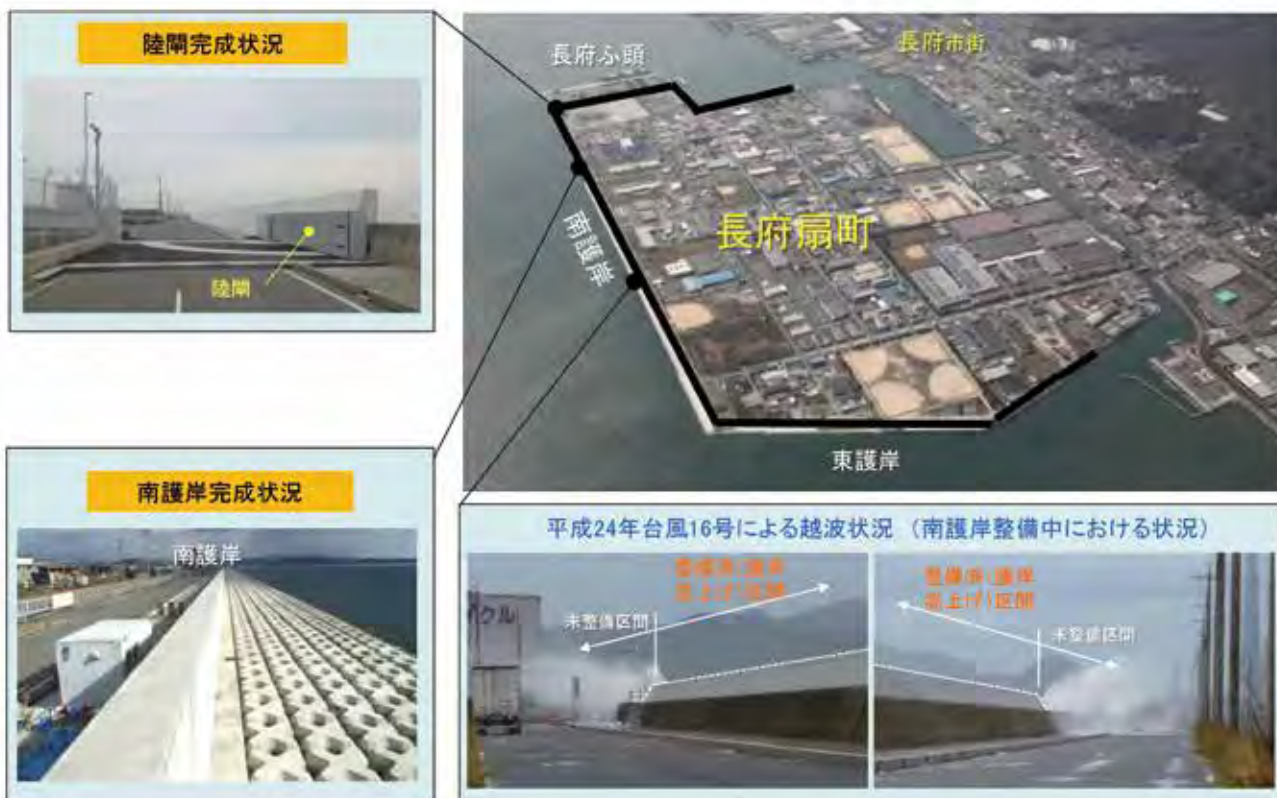 陸閘完成状況
陸閘
長府ふ頭
長府市街
長府扇町
南護岸
東護岸
南護岸完成状況
南護岸
平成24年台風16号による越波状況 (南護岸整備中における状況)
整備済(護岸
嵩上げ)区間
未整備区間
イクル
整備済(護岸
嵩上げ)区間
未整備区間